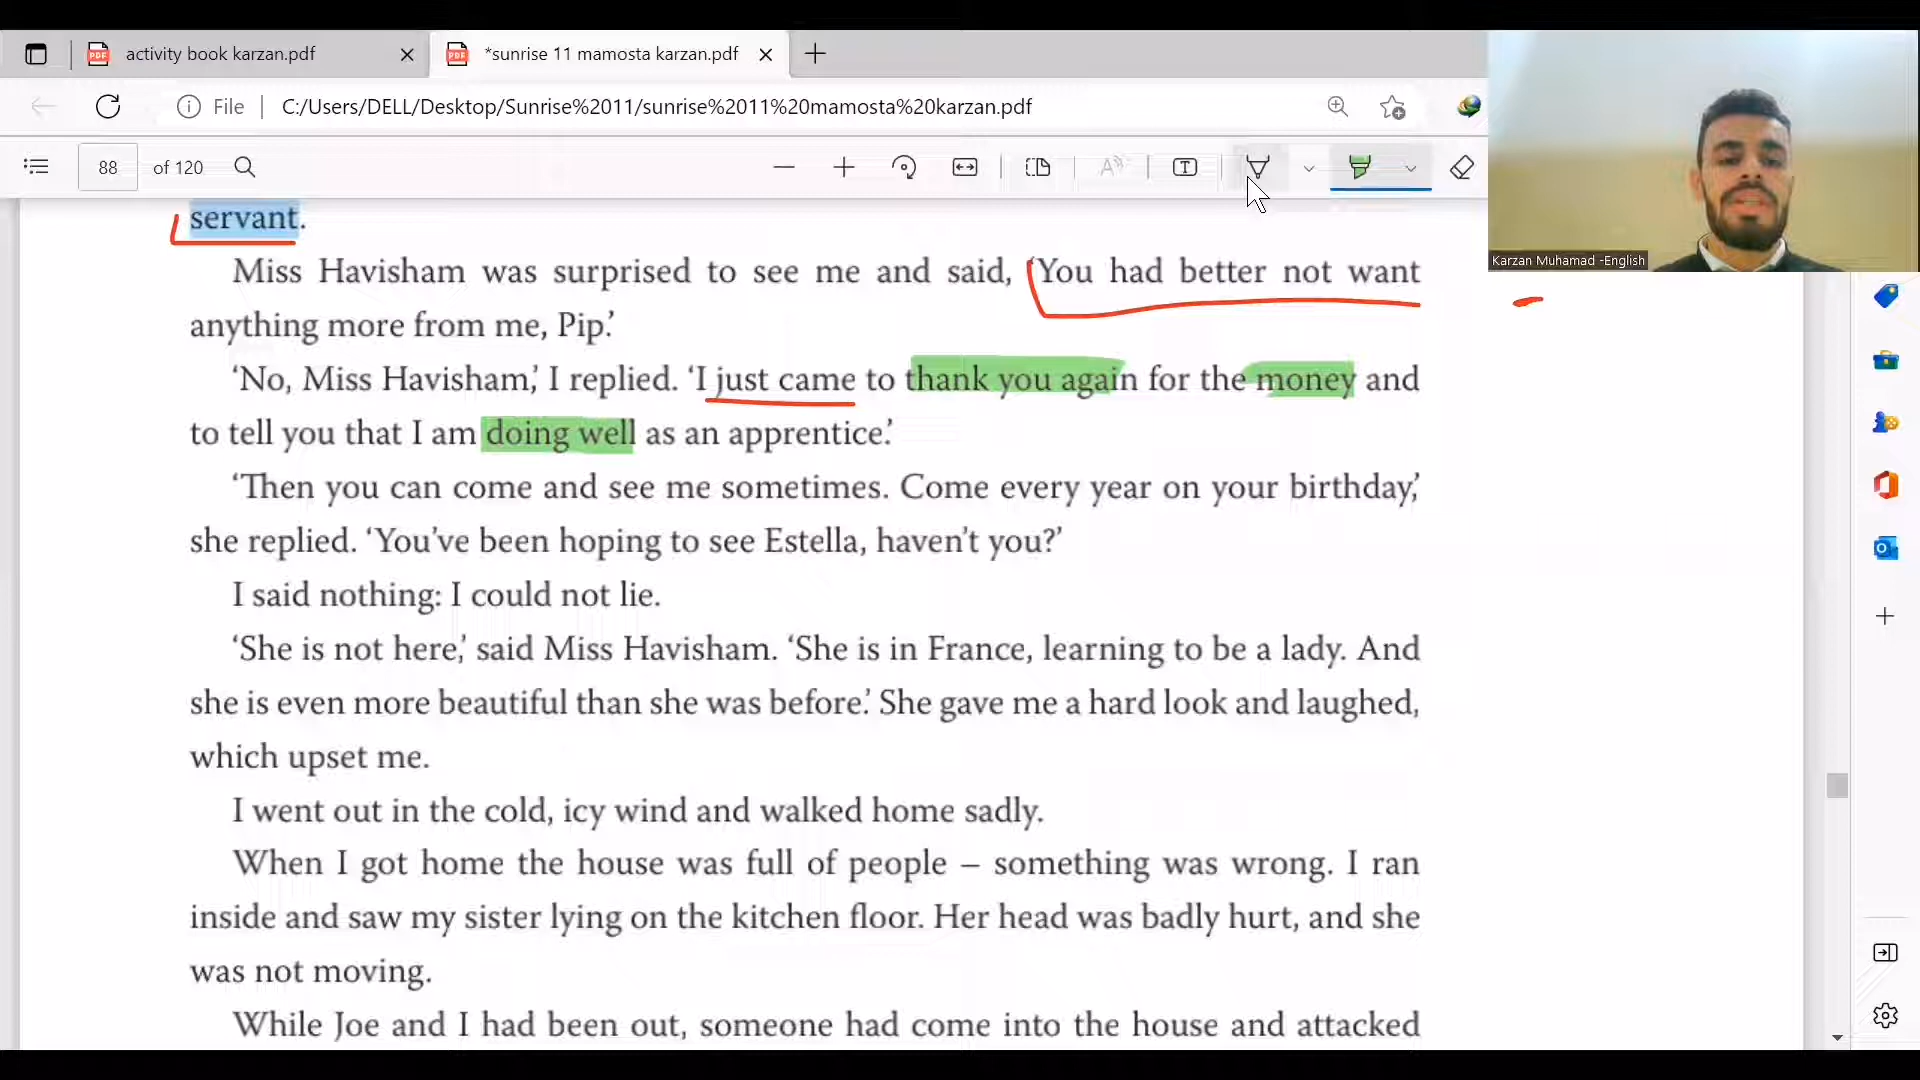 activity book karzan.pdf
*sunrise 11 mamosta karzan.pdf
File
C:/Users/DELL/Desktop/Sunrise%2011/sunrise%2011%20mamosta%20karzan.pdf
88 of 120
Karzan Muhamad -English
servant.
Miss Havisham was surprised to see me and said, ‘You had better not want
anything more from me, Pip.’
‘No, Miss Havisham,’ I replied. ‘I just came to thank you again for the money and
to tell you that I am doing well as an apprentice.’
‘Then you can come and see me sometimes. Come every year on your birthday,’
she replied. ‘You’ve been hoping to see Estella, haven’t you?’
I said nothing: I could not lie.
‘She is not here,’ said Miss Havisham. ‘She is in France, learning to be a lady. And
she is even more beautiful than she was before.’ She gave me a hard look and laughed,
which upset me.
I went out in the cold, icy wind and walked home sadly.
When I got home the house was full of people – something was wrong. I ran
inside and saw my sister lying on the kitchen floor. Her head was badly hurt, and she
was not moving.
While Joe and I had been out, someone had come into the house and attacked